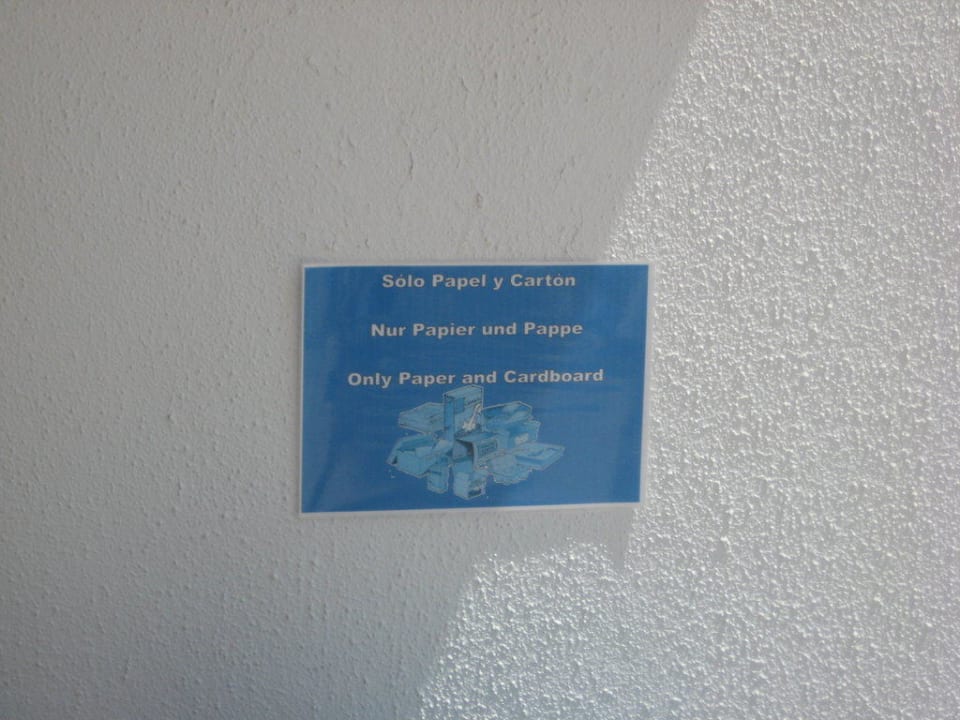 Sólo Papel y Cartón
Nur Papier und Pappe
Only Paper and Cardboard